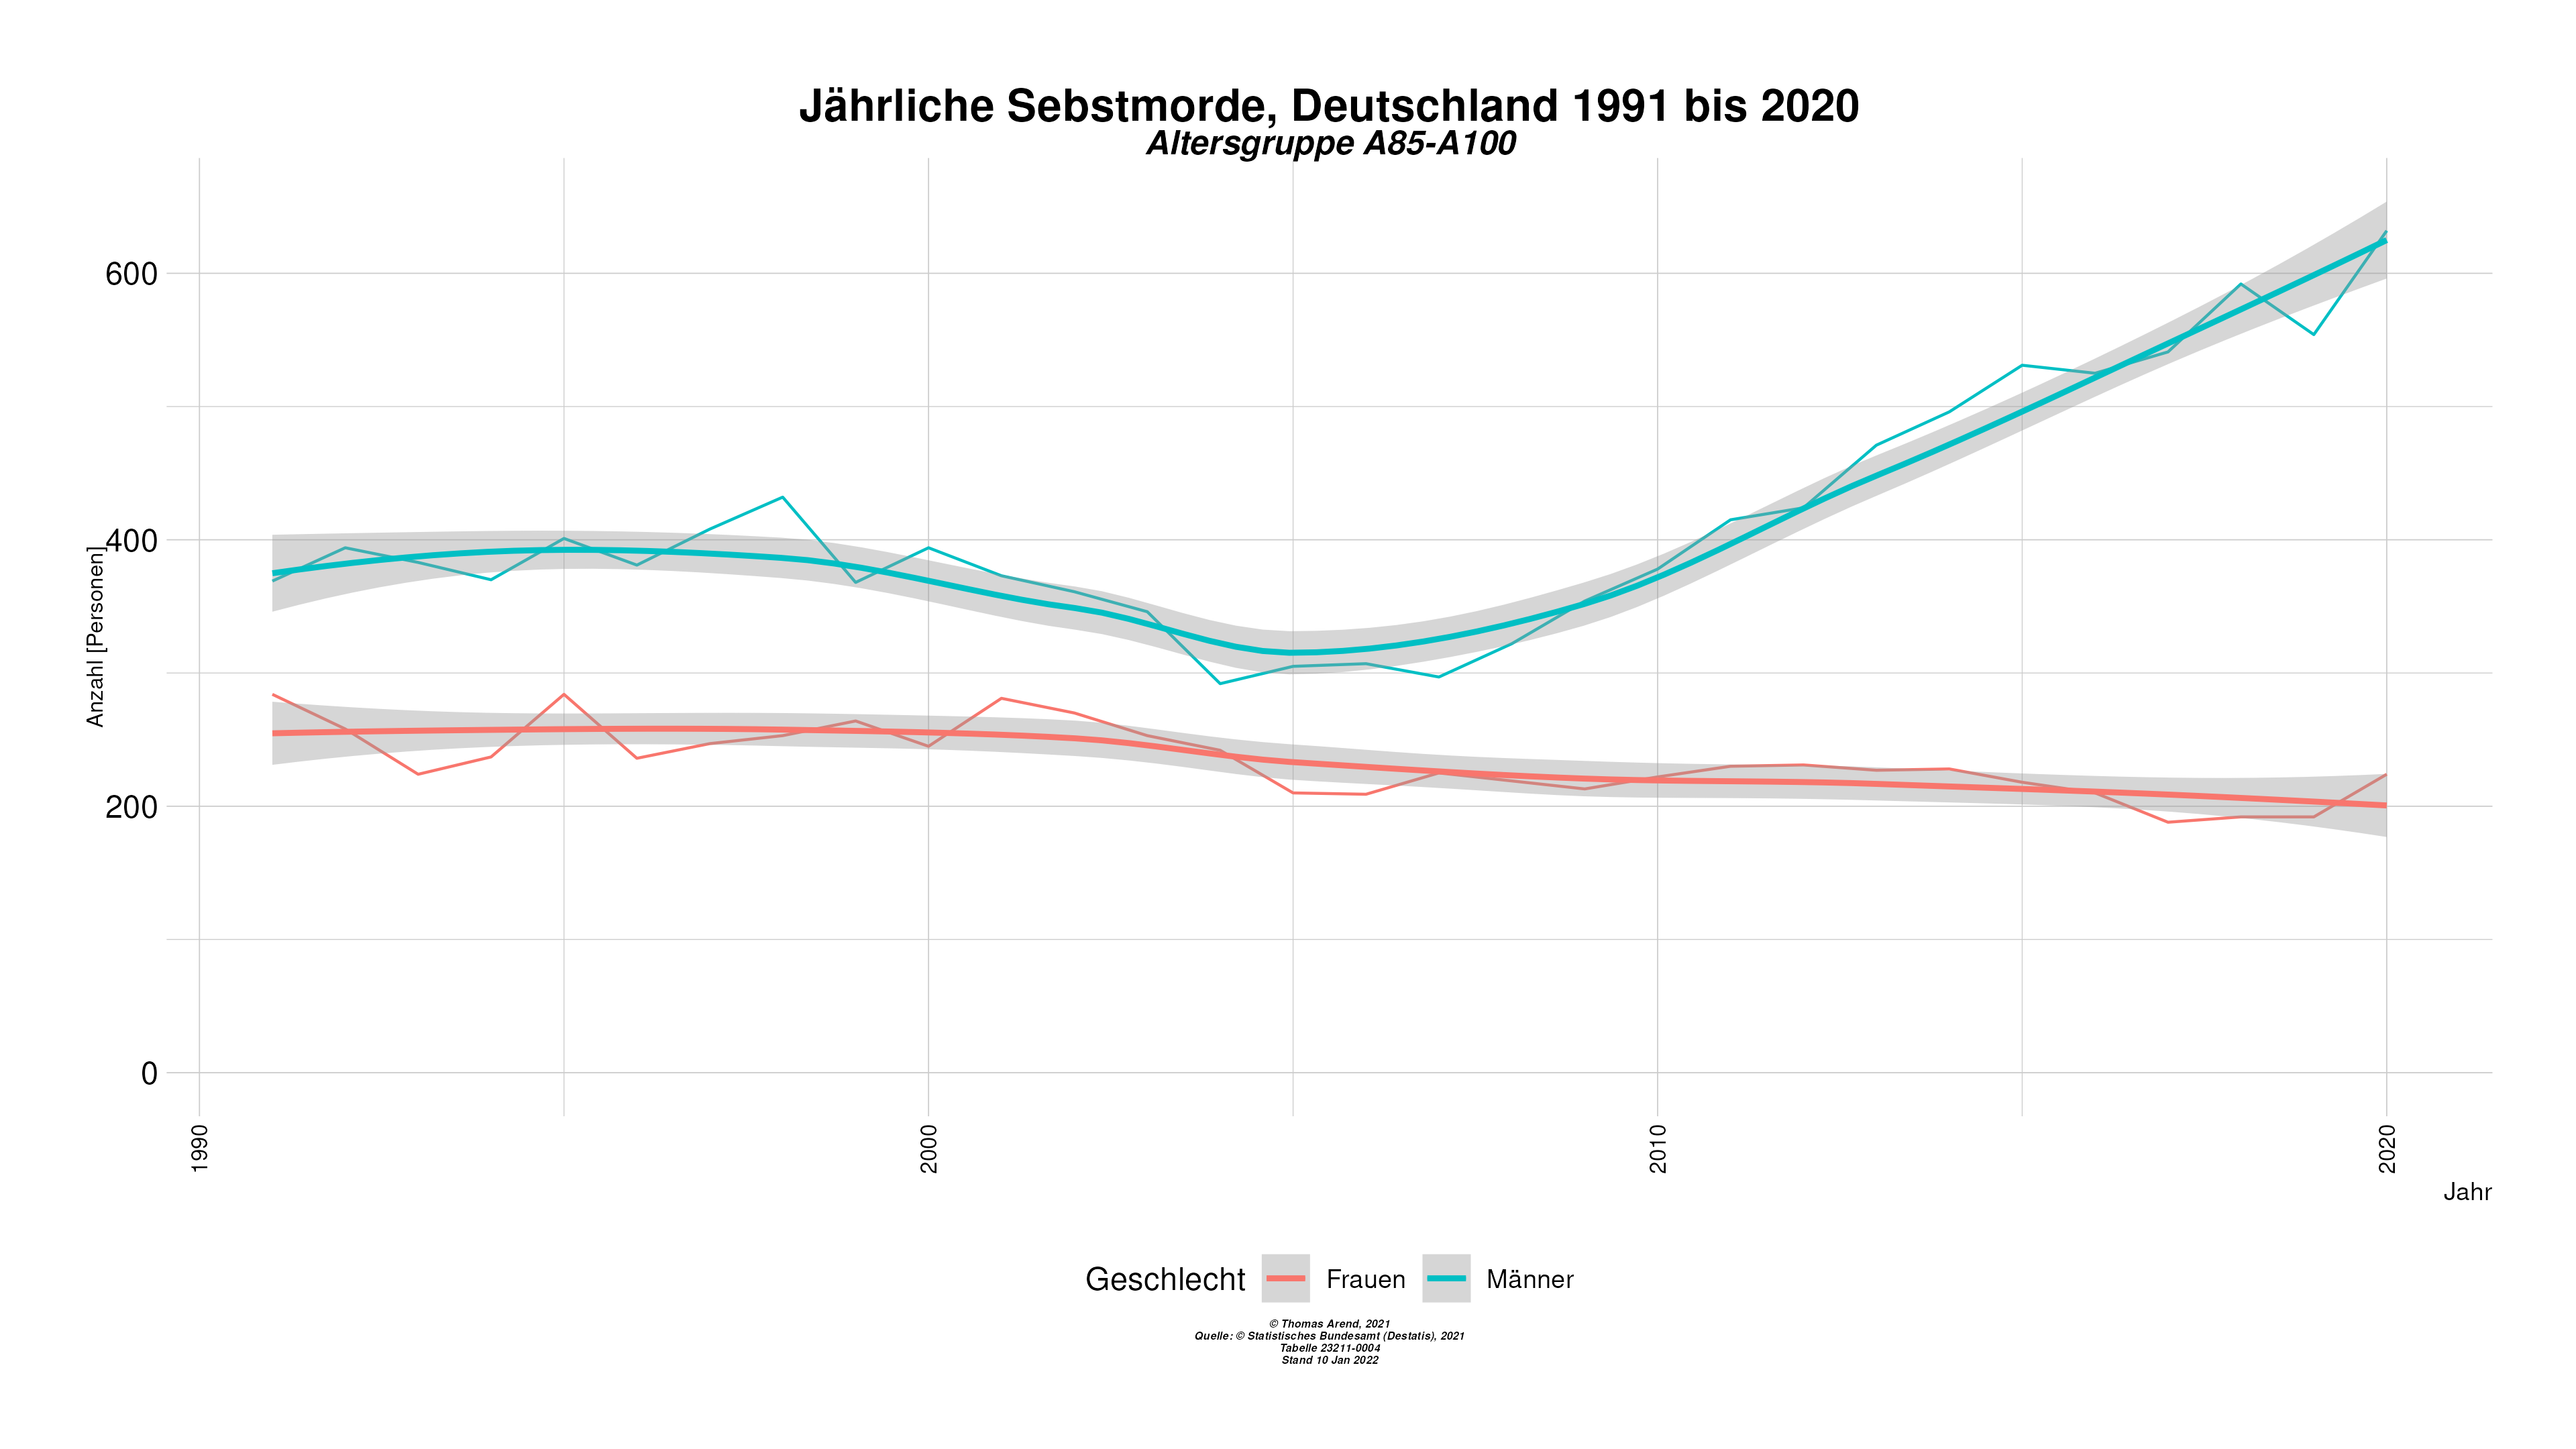 Jährliche Sebstmorde, Deutschland 1991 bis 2020
Altersgruppe A85-A100
Anzahl [Personen]
600
400
200
0
1990
2000
2010
2020
Jahr
Geschlecht Frauen Männer
© Thomas Arend, 2021
Quelle: © Statistisches Bundesamt (Destatis), 2021
Tabelle 23211-0004
Stand 10 Jan 2022